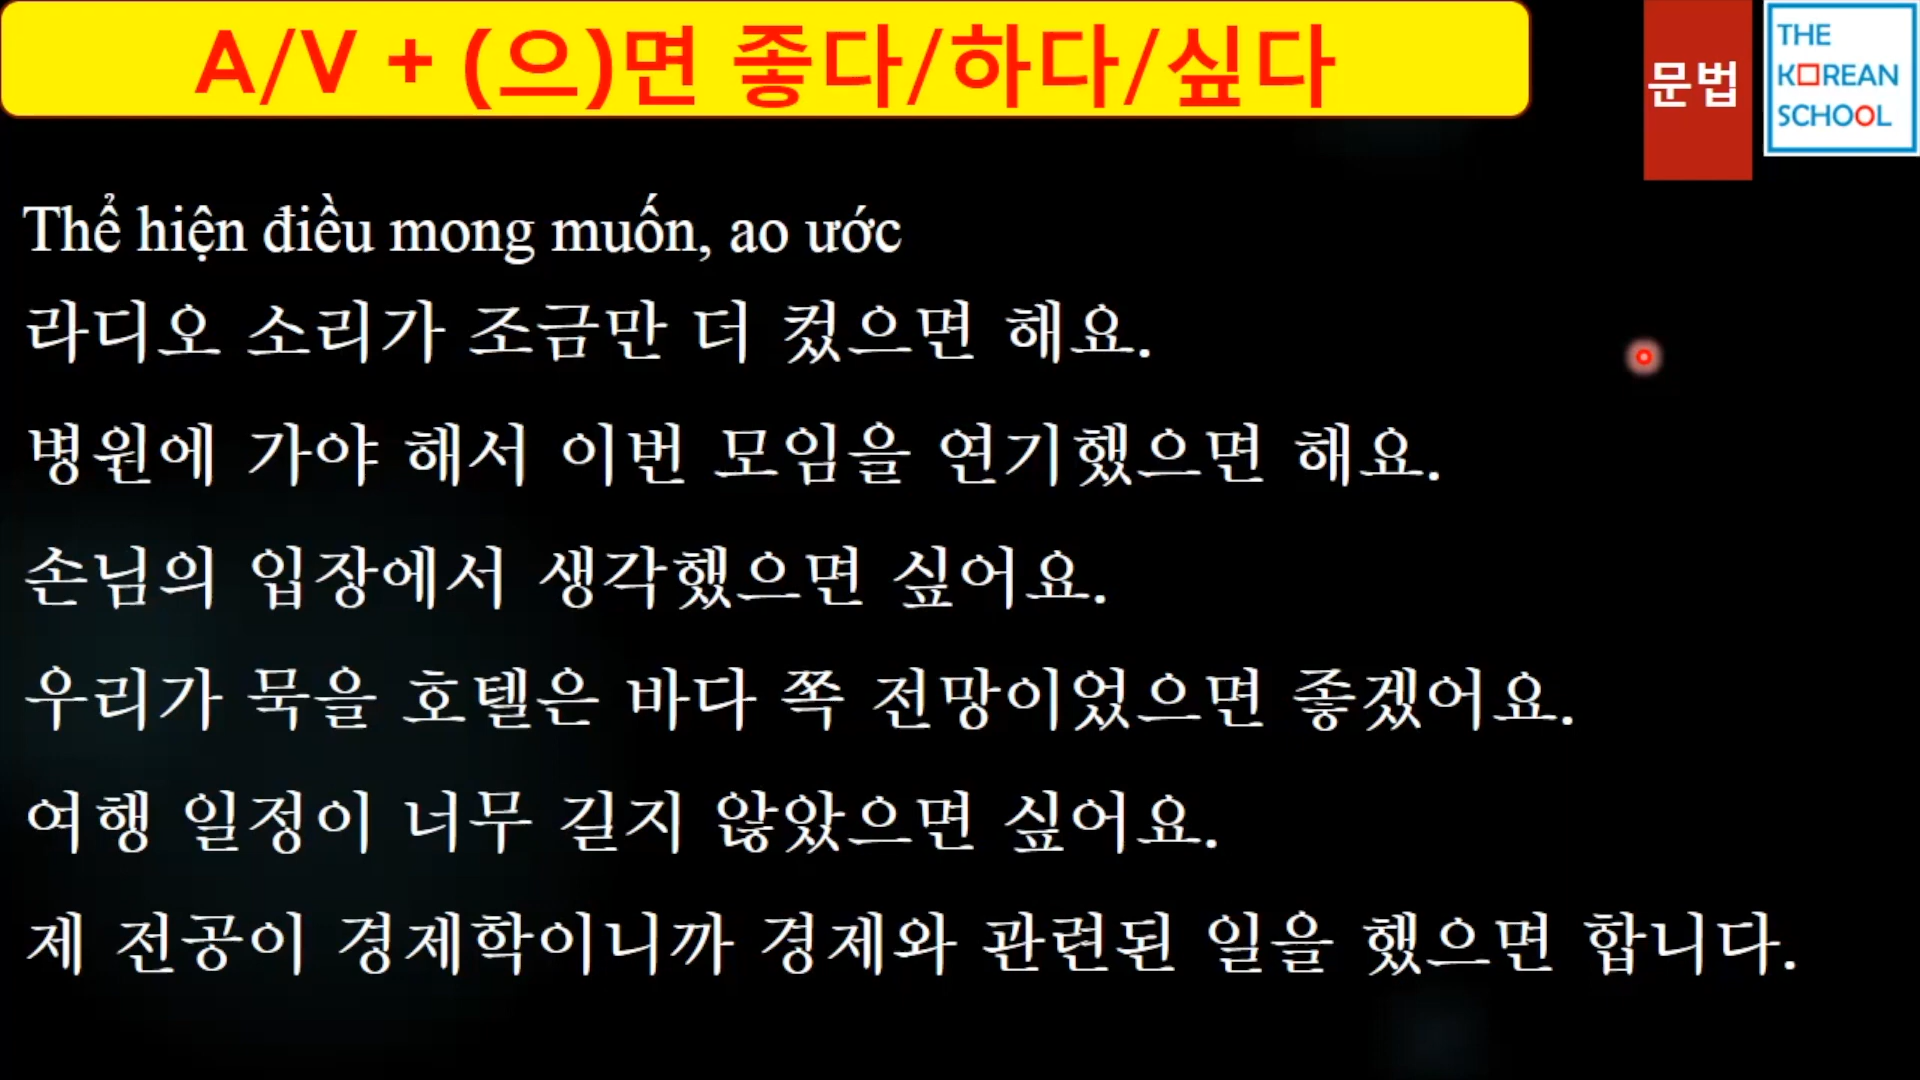 A/V + (으)면 좋다/하다/싶다
문법
THE
KOREAN
SCHOOL
Thể hiện điều mong muốn, ao ước
라디오 소리가 조금만 더 컸으면 해요.
병원에 가야 해서 이번 모임을 연기했으면 해요.
손님의 입장에서 생각했으면 싶어요.
우리가 묵을 호텔은 바다 쪽 전망이었으면 좋겠어요.
여행 일정이 너무 길지 않았으면 싶어요.
제 전공이 경제학이니까 경제와 관련된 일을 했으면 합니다.